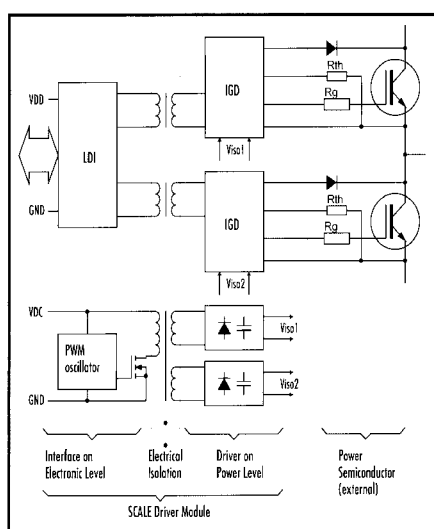 IGD
Rth
Rg
VDD
LDI
Viso1
GND
IGD
Rth
Rg
Viso2
VDC
PWM
oscillator
Viso1
Viso2
GND
Interface on
Electronic Level
Electrical
Isolation
Driver on
Power Level
Power
Semiconductor
(external)
SCALE Driver Module